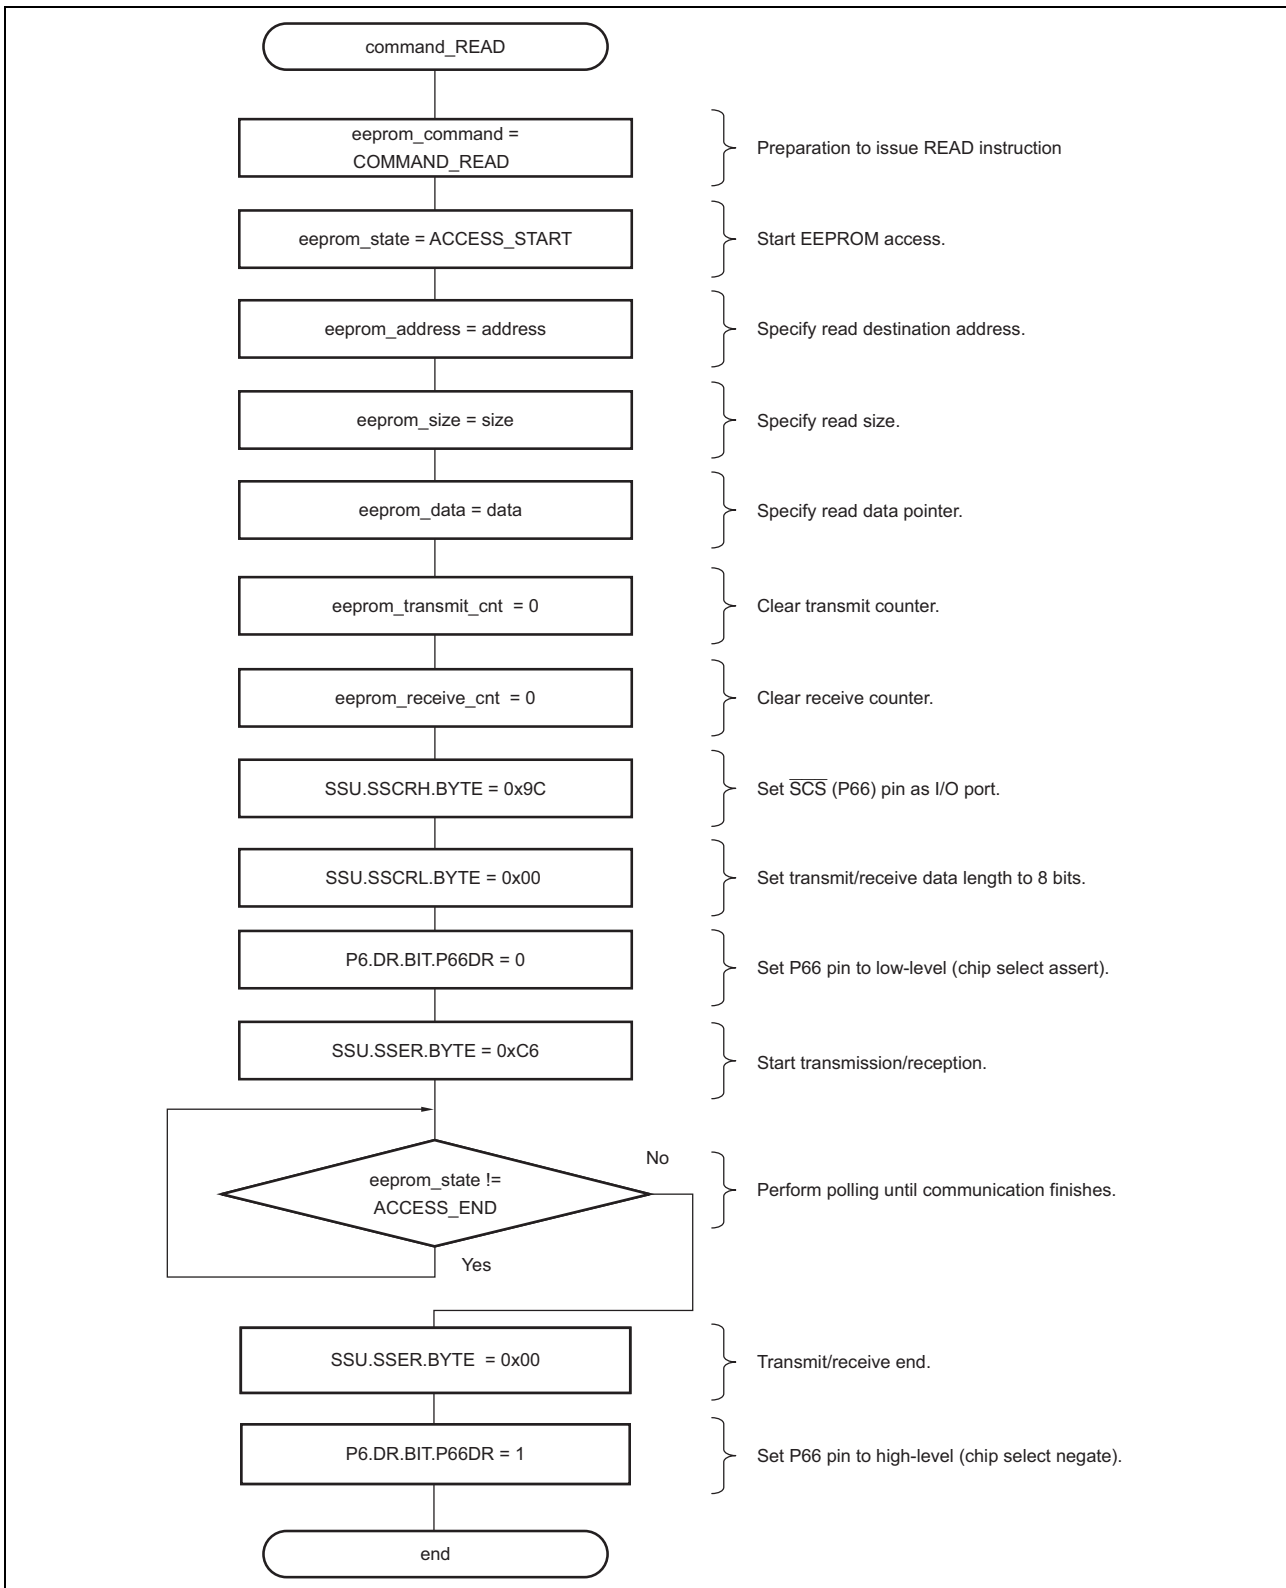 command_READ
eeprom_command =
COMMAND_READ
Preparation to issue READ instruction
eeprom_state = ACCESS_START
Start EEPROM access.
eeprom_address = address
Specify read destination address.
eeprom_size = size
Specify read size.
eeprom_data = data
Specify read data pointer.
eeprom_transmit_cnt = 0
Clear transmit counter.
eeprom_receive_cnt = 0
Clear receive counter.
SSU.SSCRH.BYTE = 0x9C
Set S̅C̅S̅ (P66) pin as I/O port.
SSU.SSCRL.BYTE = 0x00
Set transmit/receive data length to 8 bits.
P6.DR.BIT.P66DR = 0
Set P66 pin to low-level (chip select assert).
SSU.SSER.BYTE = 0xC6
Start transmission/reception.
eeprom_state !=
ACCESS_END
No
Perform polling until communication finishes.
Yes
SSU.SSER.BYTE = 0x00
Transmit/receive end.
P6.DR.BIT.P66DR = 1
Set P66 pin to high-level (chip select negate).
end